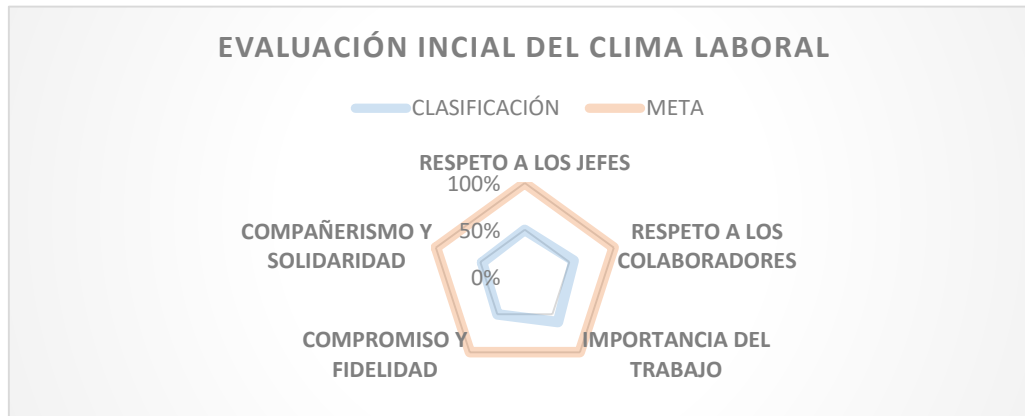 EVALUACIÓN INCIAL DEL CLIMA LABORAL
CLASIFICACIÓN
META
RESPETO A LOS JEFES
100%
50%
0%
RESPETO A LOS
COLABORADORES
IMPORTANCIA DEL
TRABAJO
COMPROMISO Y
FIDELIDAD
COMPAÑERISMO Y
SOLIDARIDAD